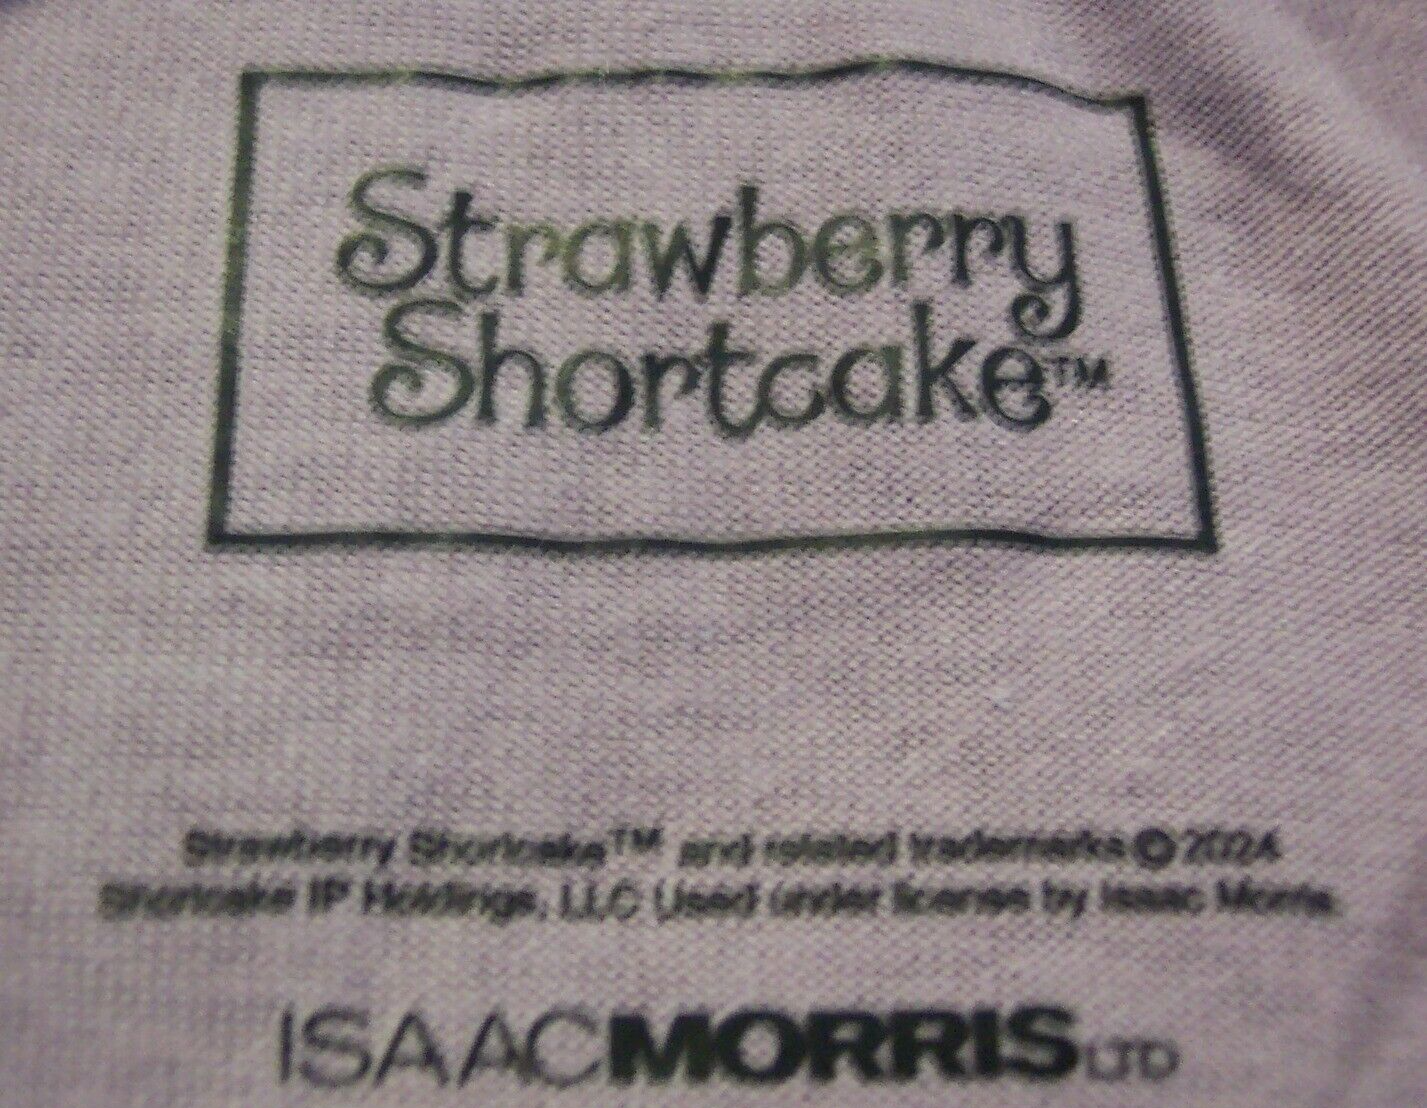 Strawberry
Shortcake™
Strawberry Shortcake™ and related trademarks © 2024
Shortcake IP Holdings, LLC Used under license by Isaac Morris
ISAACMORRIS LTD